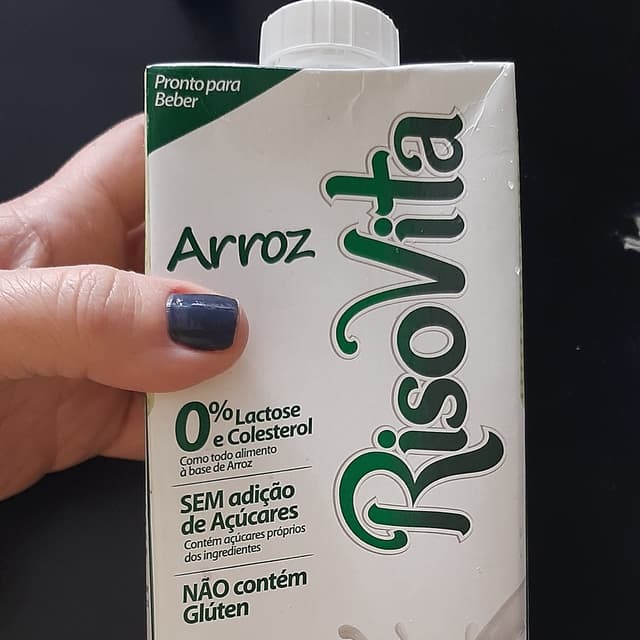 Pronto para
Beber
Arroz
RisoVita
0% Lactose
e Colesterol
Como todo alimento
à base de Arroz
SEM adição
de Açúcares
Contém açúcares próprios
dos ingredientes
NÃO contém
Glúten